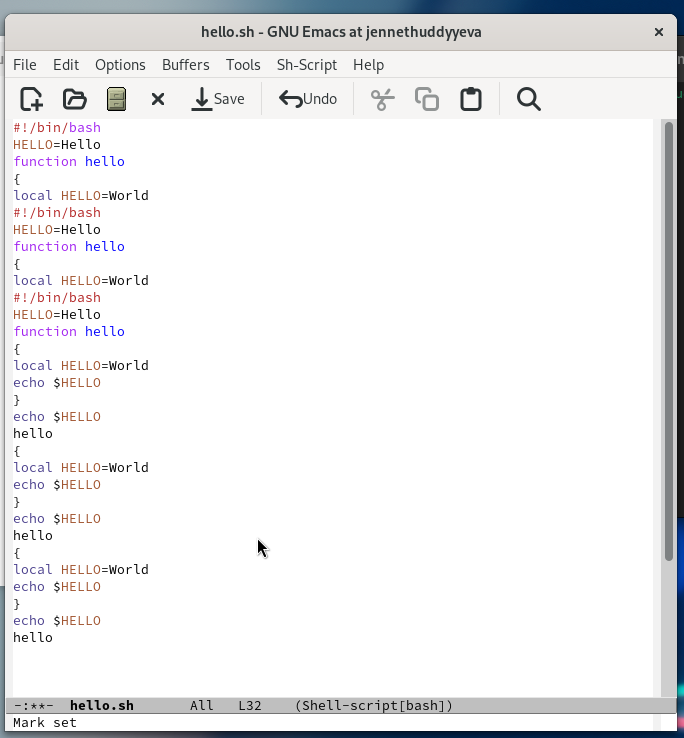 hello.sh - GNU Emacs at jennethuddyyeva
File Edit Options Buffers Tools Sh-Script Help
Save Undo
#!/bin/bash
HELLO=Hello
function hello
{
local HELLO=World
#!/bin/bash
HELLO=Hello
function hello
{
local HELLO=World
#!/bin/bash
HELLO=Hello
function hello
{
local HELLO=World
echo $HELLO
}
echo $HELLO
hello
{
local HELLO=World
echo $HELLO
}
echo $HELLO
hello
{
local HELLO=World
echo $HELLO
}
echo $HELLO
hello
-:**- hello.sh All L32 (Shell-script[bash])
Mark set